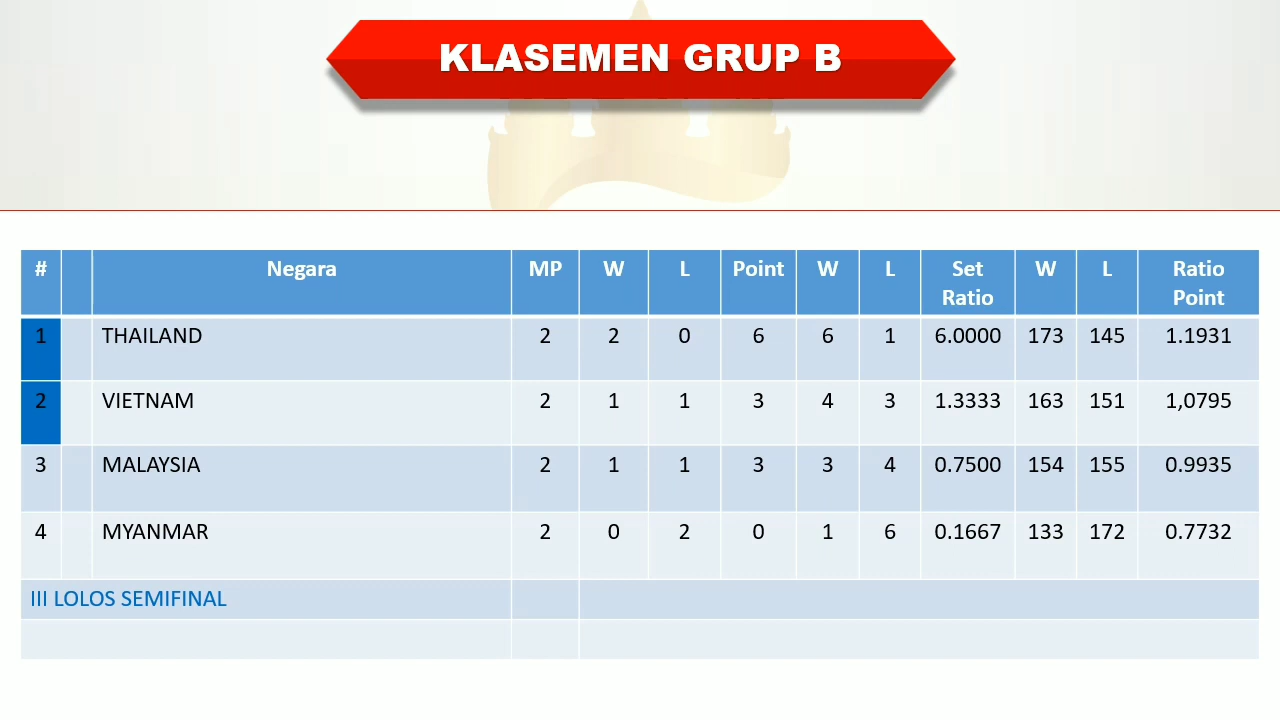 KLASEMEN GRUP B
# Negara MP W L Point W L Set Ratio W L Ratio Point
1 THAILAND 2 2 0 6 6 1 6.0000 173 145 1.1931
2 VIETNAM 2 1 1 3 4 3 1.3333 163 151 1,0795
3 MALAYSIA 2 1 1 3 3 4 0.7500 154 155 0.9935
4 MYANMAR 2 0 2 0 1 6 0.1667 133 172 0.7732
III LOLOS SEMIFINAL